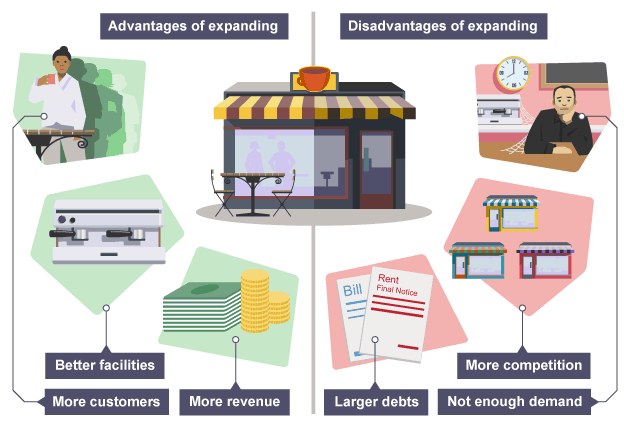 Advantages of expanding
Disadvantages of expanding
Bill
Rent
Final Notice
Better facilities
More customers
More revenue
Larger debts
More competition
Not enough demand